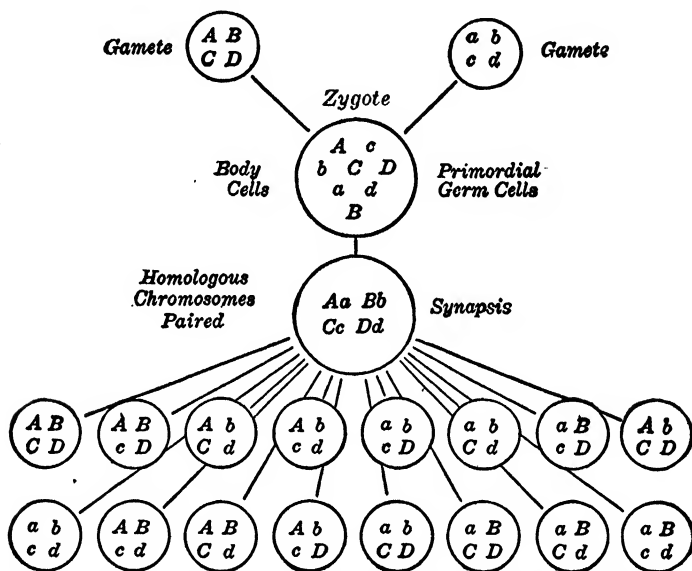 Gamete
A B
C D
a b
c d
Gamete
Zygote
Body
Cells
A c
b C D
a d
B
Primordial
Germ Cells
Homologous
Chromosomes
Paired
Aa Bb
Cc Dd
Synapsis
A B
C D
A B
c D
A b
C d
A b
c d
a b
c D
a b
C d
a B
c D
A b
C D
a b
c d
A B
c d
A B
C d
A b
c D
a b
C D
a B
C D
a B
C d
a B
c d